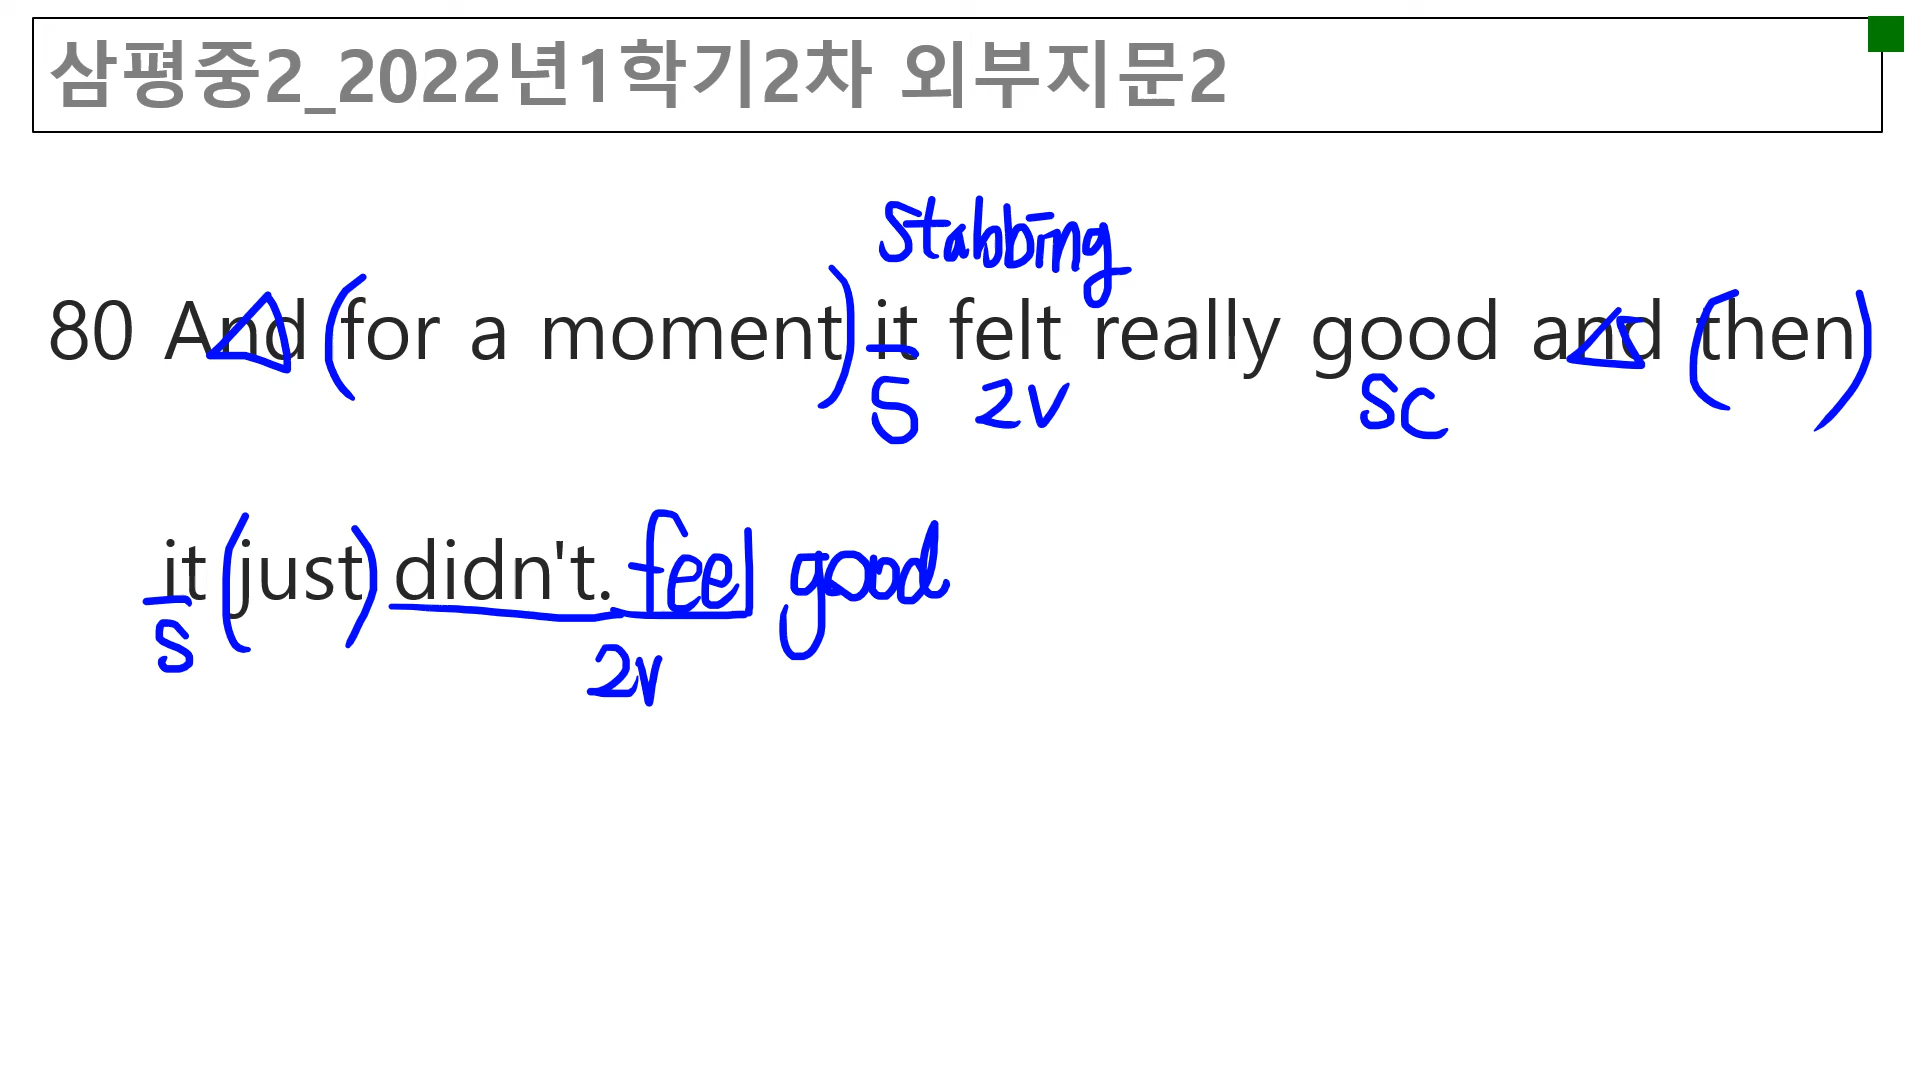 삼평중2_2022년1학기2차 외부지문2
stabbing
80 And for a moment it felt really good and then
S 2V SC
it just didn't. feel good
S 2V